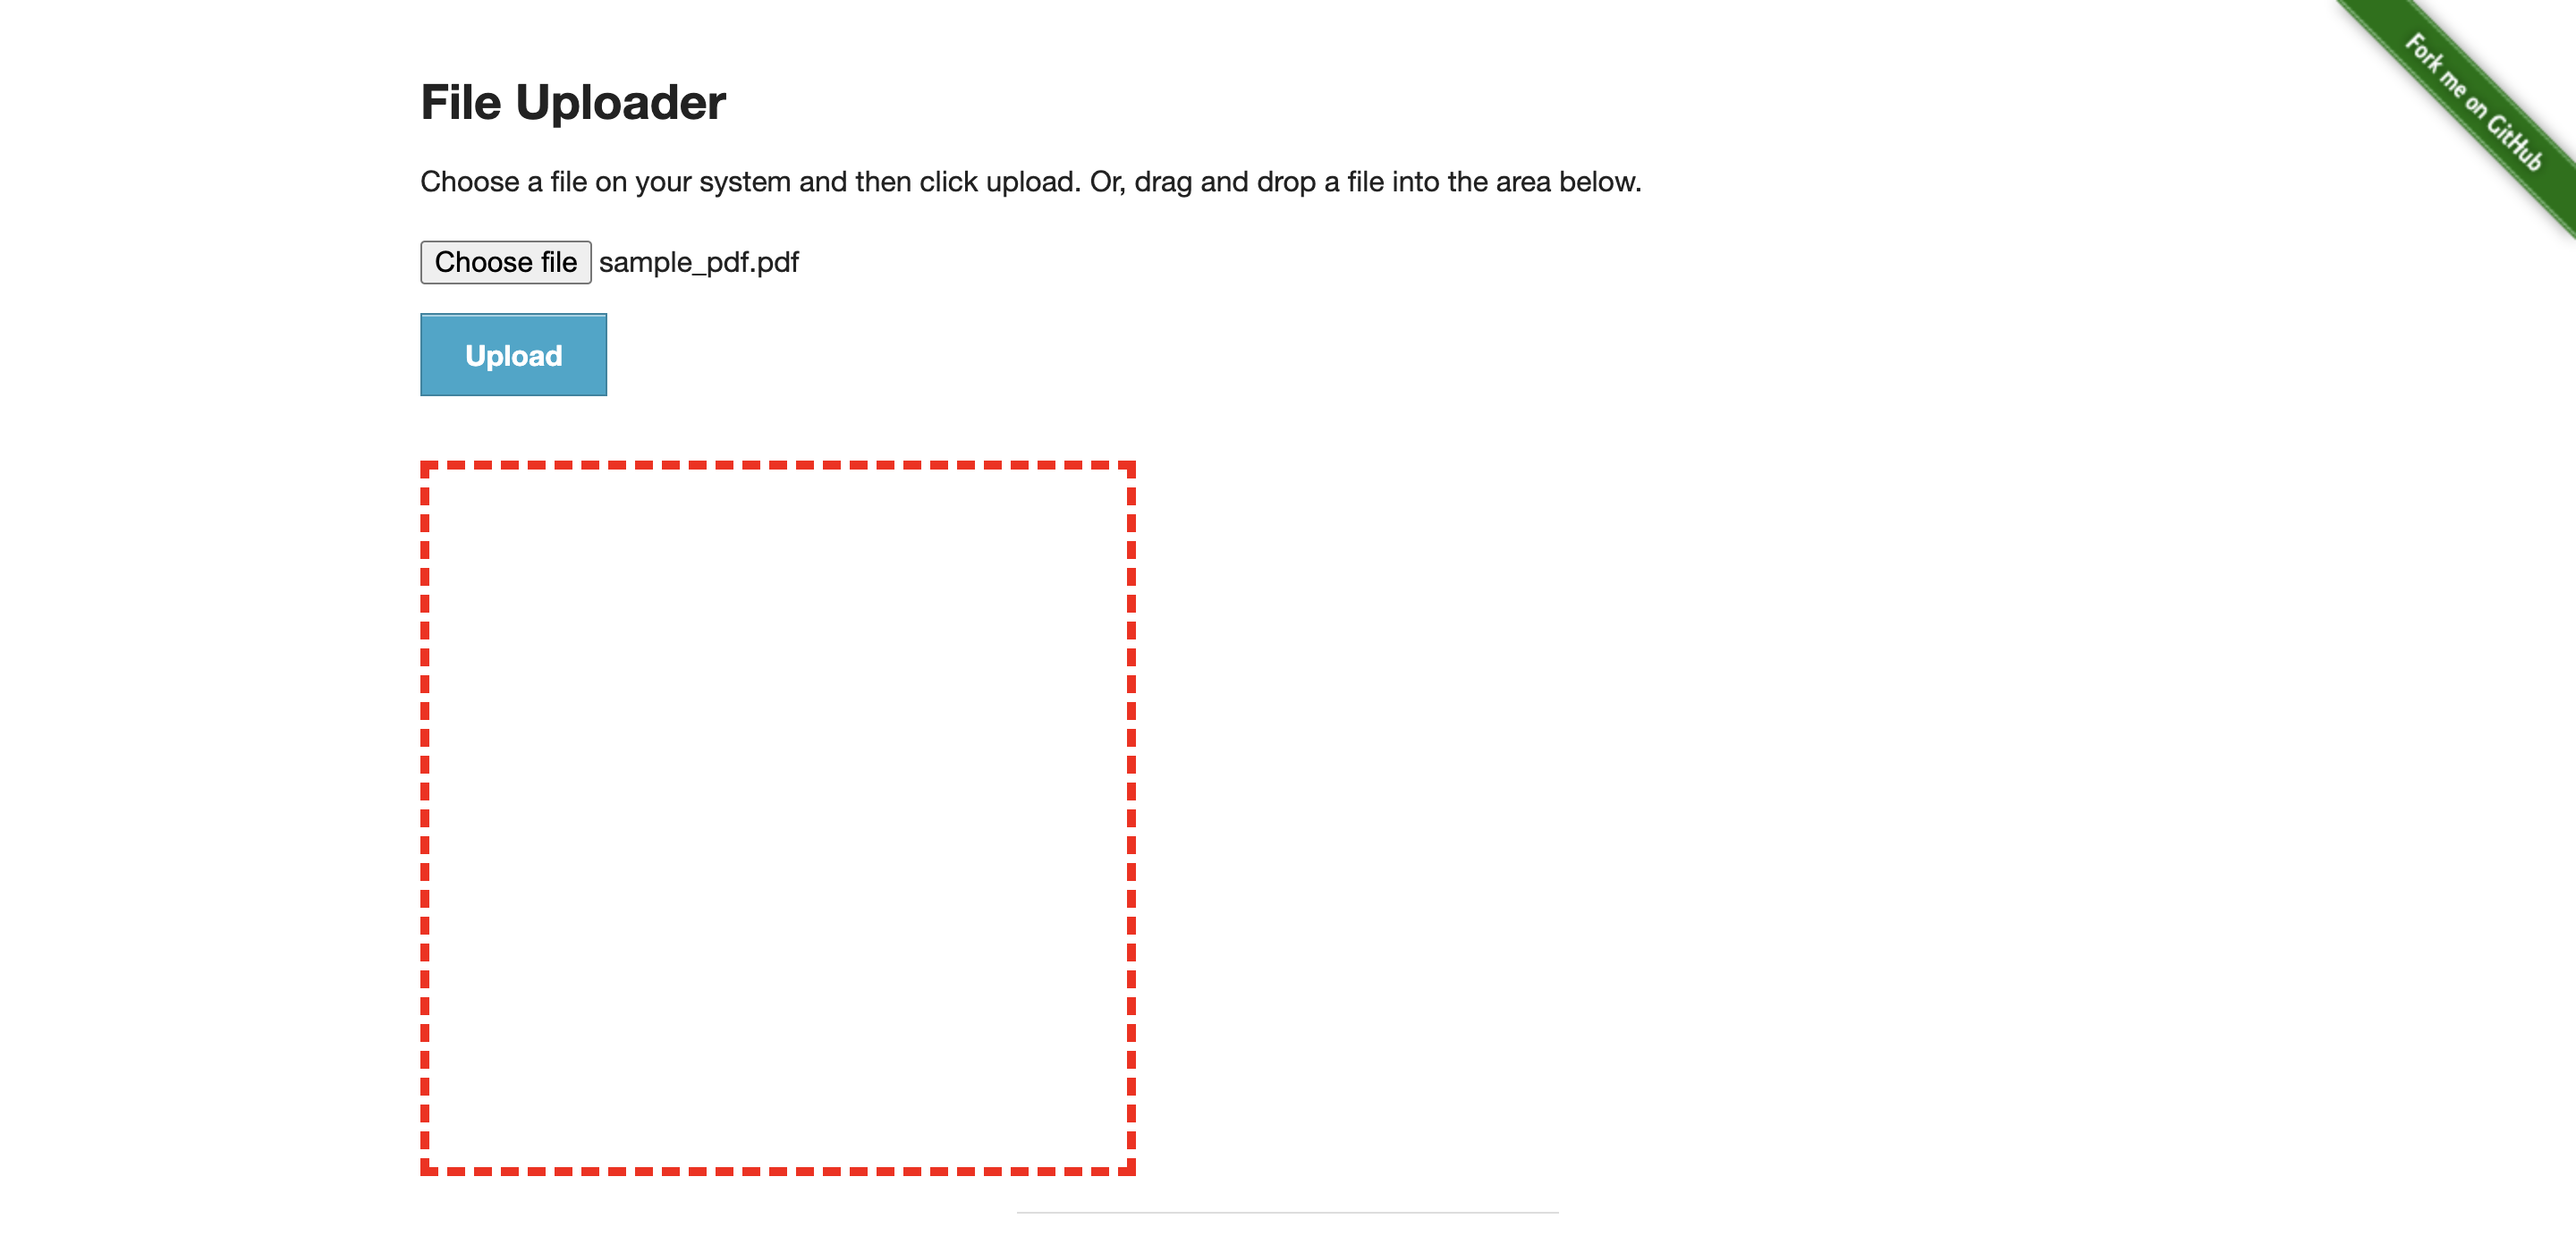 File Uploader
Choose a file on your system and then click upload. Or, drag and drop a file into the area below.
Choose file sample_pdf.pdf
Upload
Fork me on GitHub